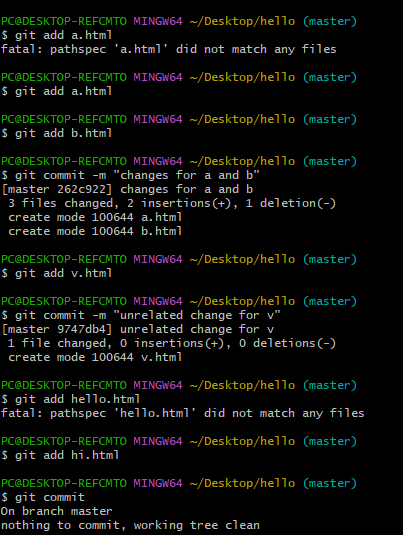 PC@DESKTOP-REFCMTO MINGW64 ~/Desktop/hello (master)
$ git add a.html
fatal: pathspec 'a.html' did not match any files
PC@DESKTOP-REFCMTO MINGW64 ~/Desktop/hello (master)
$ git add a.html
PC@DESKTOP-REFCMTO MINGW64 ~/Desktop/hello (master)
$ git add b.html
PC@DESKTOP-REFCMTO MINGW64 ~/Desktop/hello (master)
$ git commit -m "changes for a and b"
[master 262c922] changes for a and b
 3 files changed, 2 insertions(+), 1 deletion(-)
 create mode 100644 a.html
 create mode 100644 b.html
PC@DESKTOP-REFCMTO MINGW64 ~/Desktop/hello (master)
$ git add v.html
PC@DESKTOP-REFCMTO MINGW64 ~/Desktop/hello (master)
$ git commit -m "unrelated change for v"
[master 9747db4] unrelated change for v
 1 file changed, 0 insertions(+), 0 deletions(-)
 create mode 100644 v.html
PC@DESKTOP-REFCMTO MINGW64 ~/Desktop/hello (master)
$ git add hello.html
fatal: pathspec 'hello.html' did not match any files
PC@DESKTOP-REFCMTO MINGW64 ~/Desktop/hello (master)
$ git add hi.html
PC@DESKTOP-REFCMTO MINGW64 ~/Desktop/hello (master)
$ git commit
On branch master
nothing to commit, working tree clean